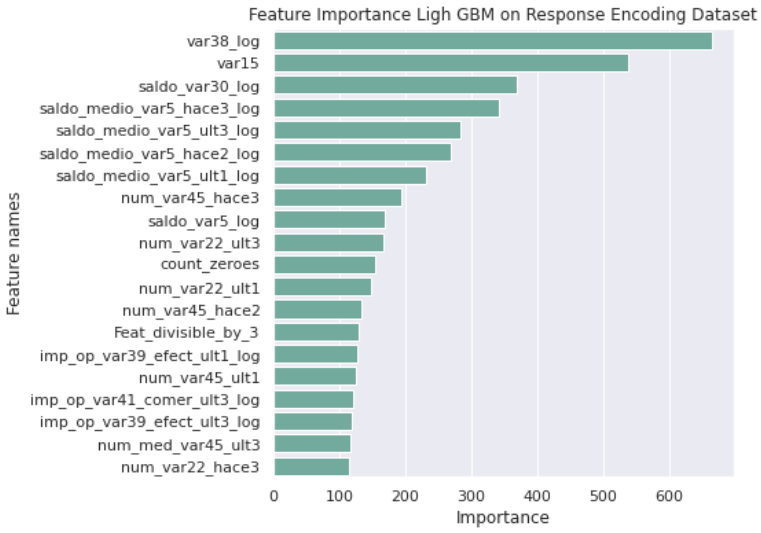 Feature Importance Ligh GBM on Response Encoding Dataset
var38_log
var15
saldo_var30_log
saldo_medio_var5_hace3_log
saldo_medio_var5_ult3_log
saldo_medio_var5_hace2_log
saldo_medio_var5_ult1_log
num_var45_hace3
saldo_var5_log
num_var22_ult3
count_zeroes
num_var22_ult1
num_var45_hace2
Feat_divisible_by_3
imp_op_var39_efect_ult1_log
num_var45_ult1
imp_op_var41_comer_ult3_log
imp_op_var39_efect_ult3_log
num_med_var45_ult3
num_var22_hace3
Feature names
0 100 200 300 400 500 600
Importance